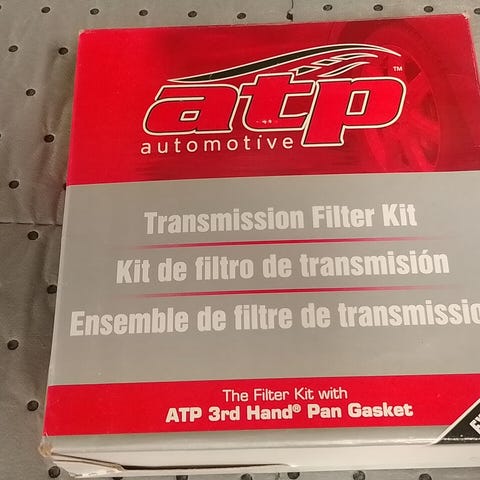 atp™
automotive
Transmission Filter Kit
Kit de filtro de transmisión
Ensemble de filtre de transmissio
The Filter Kit with
ATP 3rd Hand® Pan Gasket